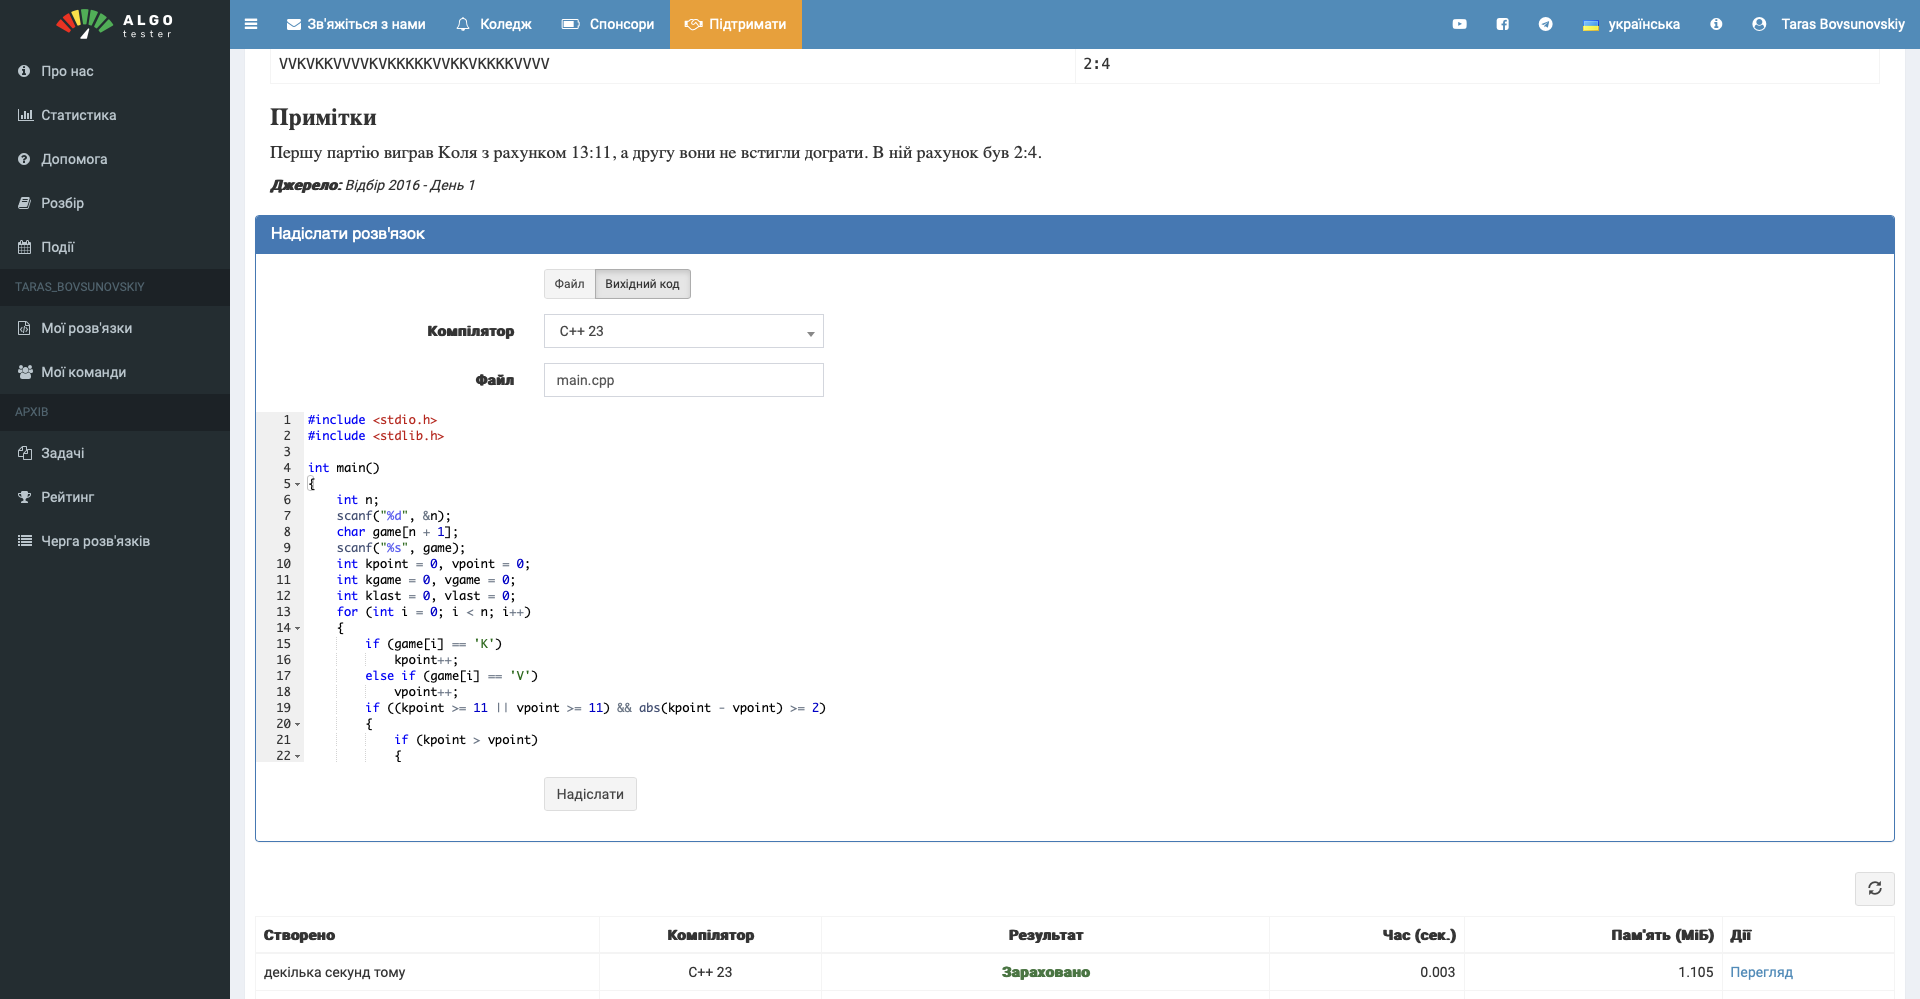 ALGO
tester
Зв'яжіться з нами
Коледж
Спонсори
Підтримати
українська
Taras Bovsunovskiy
Про нас
Статистика
Допомога
Розбір
Події
TARAS_BOVSUNOVSKIY
Мої розв'язки
Мої команди
АРХІВ
Задачі
Рейтинг
Черга розв'язків
VVKVKKVVVVKVKKKKKVVKKVKKKKVVVV
2:4
Примітки
Першу партію виграв Коля з рахунком 13:11, а другу вони не встигли дограти. В ній рахунок був 2:4.
Джерело: Відбір 2016 - День 1
Надіслати розв'язок
Файл
Вихідний код
Компілятор
C++ 23
Файл
main.cpp
1 #include <stdio.h>
2 #include <stdlib.h>
3
4 int main()
5 {
6 int n;
7 scanf("%d", &n);
8 char game[n + 1];
9 scanf("%s", game);
10 int kpoint = 0, vpoint = 0;
11 int kgame = 0, vgame = 0;
12 int klast = 0, vlast = 0;
13 for (int i = 0; i < n; i++)
14 {
15 if (game[i] == 'K')
16 kpoint++;
17 else if (game[i] == 'V')
18 vpoint++;
19 if ((kpoint >= 11 || vpoint >= 11) && abs(kpoint - vpoint) >= 2)
20 {
21 if (kpoint > vpoint)
22 {
Надіслати
Створено Компілятор Результат Час (сек.) Пам'ять (МіБ) Дії
декілька секунд тому C++ 23 Зараховано 0.003 1.105 Перегляд